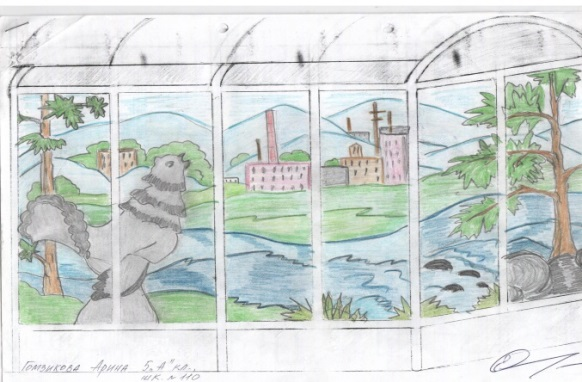 Гомзикова Арина 5 „А" кл.,
шк. № 110